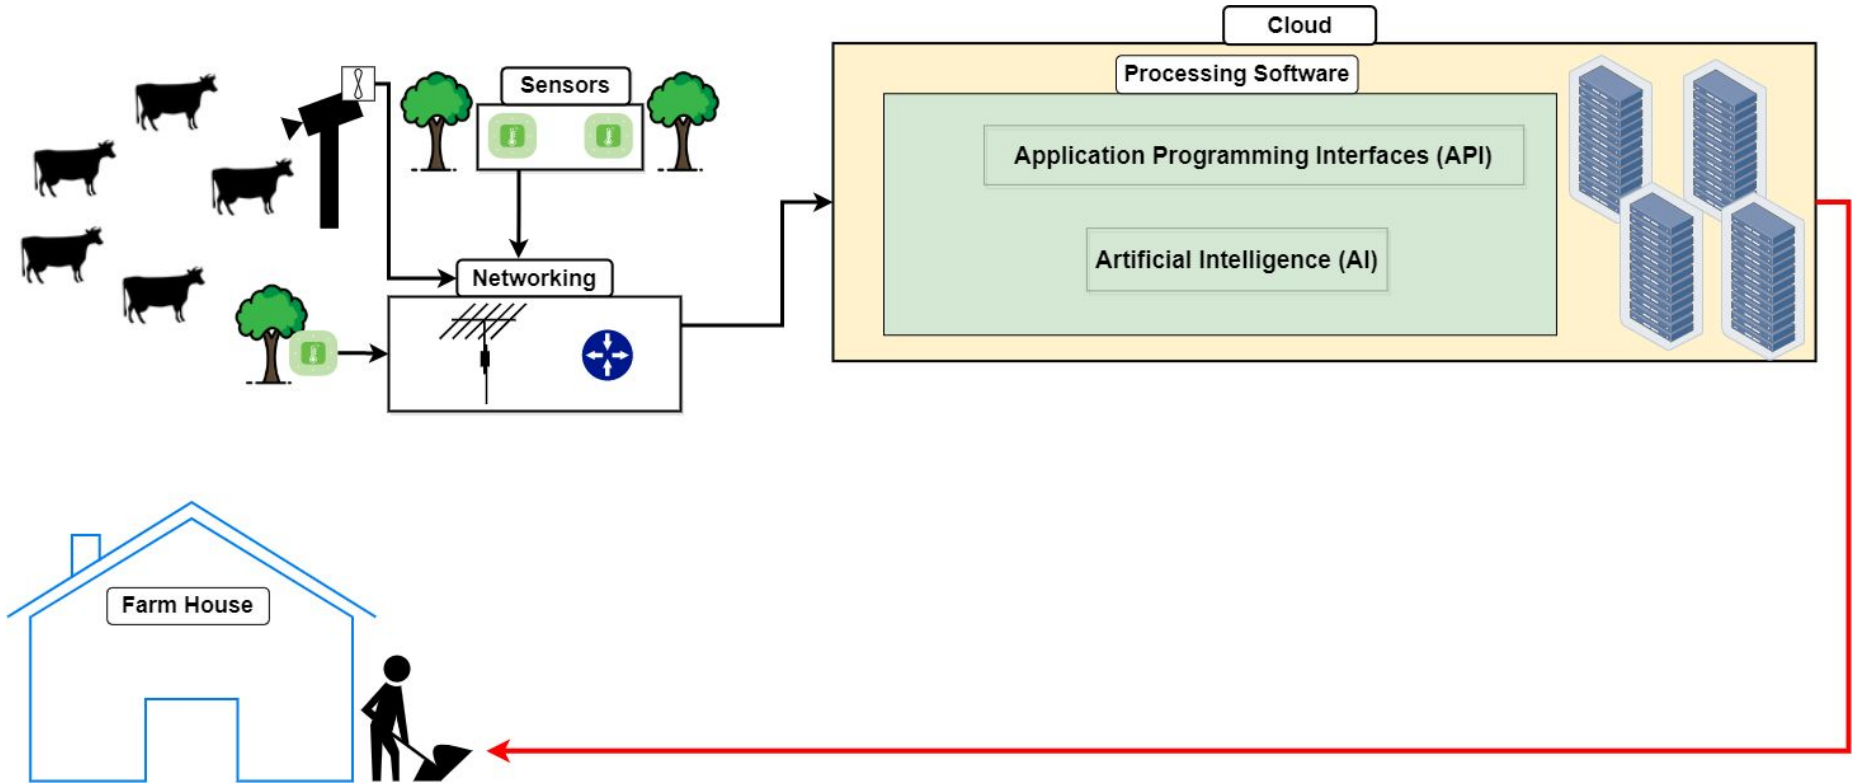 Cloud
Sensors
Processing Software
Application Programming Interfaces (API)
Artificial Intelligence (AI)
Networking
Farm House